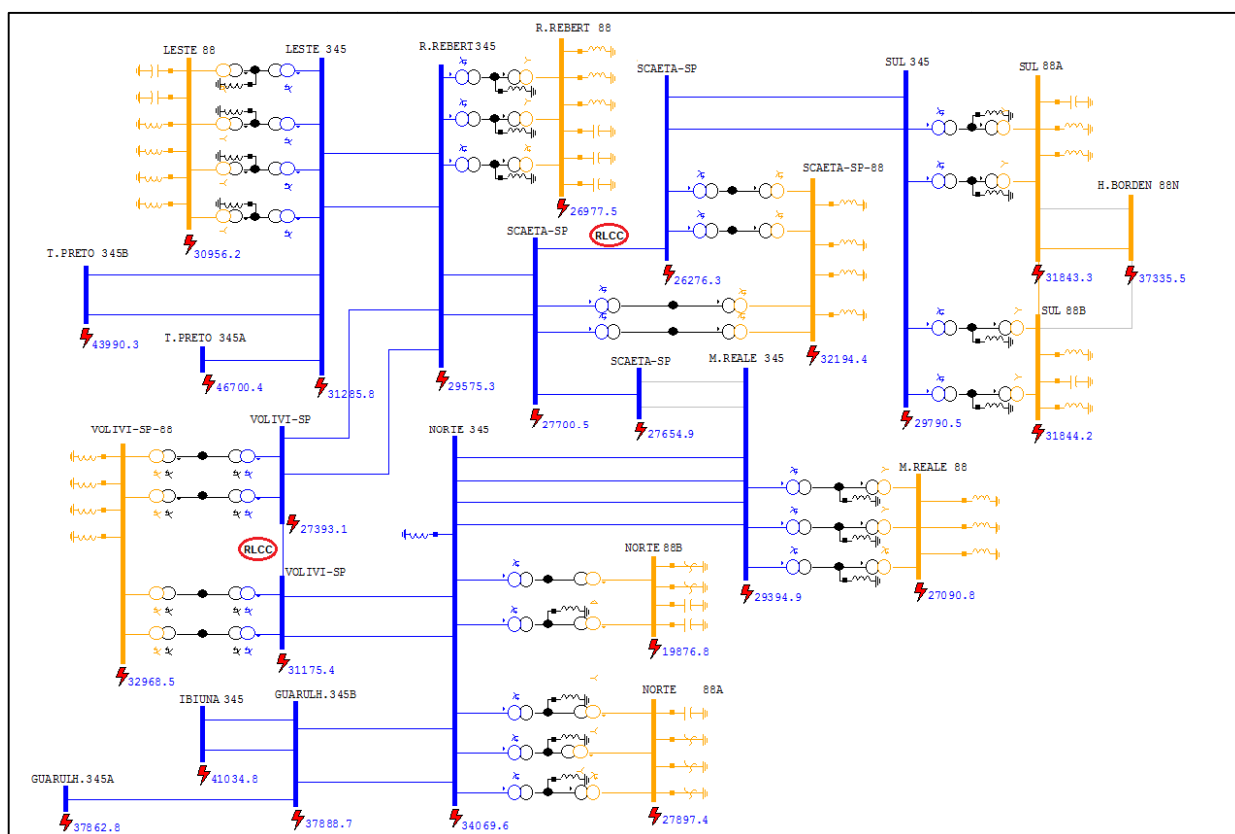 R.REBERT 88
LESTE 88
LESTE 345
R.REBERT345
SCAETA-SP
SUL 345
SUL 88A
SCAETA-SP-88
H.BORDEN 88N
26977.5
RLCC
SCAETA-SP
30956.2
T.PRETO 345B
26276.3
31843.3
37335.5
SUL 88B
43990.3
T.PRETO 345A
32194.4
SCAETA-SP
M.REALE 345
46700.4
31285.8
29575.3
27700.5
27654.9
29790.5
31844.2
VOLIVI-SP
VOLIVI-SP-88
NORTE 345
M.REALE 88
27393.1
RLCC
NORTE 88B
VOLIVI-SP
29394.9
27090.8
31175.4
19876.8
32968.5
IBIUNA 345
GUARULH.345B
NORTE 88A
41034.8
GUARULH.345A
37862.8
37888.7
34069.6
27897.4